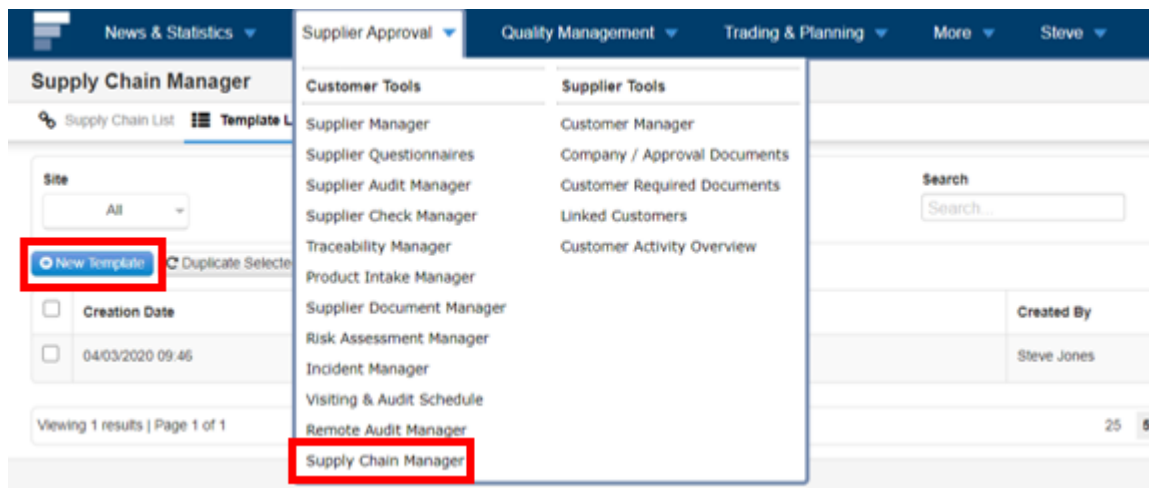 News & Statistics Supplier Approval Quality Management Trading & Planning More Steve
Supply Chain Manager
Supply Chain List Template L
Customer Tools
Supplier Manager
Supplier Questionnaires
Supplier Audit Manager
Supplier Check Manager
Traceability Manager
Product Intake Manager
Supplier Document Manager
Risk Assessment Manager
Incident Manager
Visiting & Audit Schedule
Remote Audit Manager
Supply Chain Manager
Supplier Tools
Customer Manager
Company / Approval Documents
Customer Required Documents
Linked Customers
Customer Activity Overview
Site
All
Search
Search...
New Template Duplicate Selecte
Creation Date Created By
04/03/2020 09:46 Steve Jones
Viewing 1 results | Page 1 of 1 25